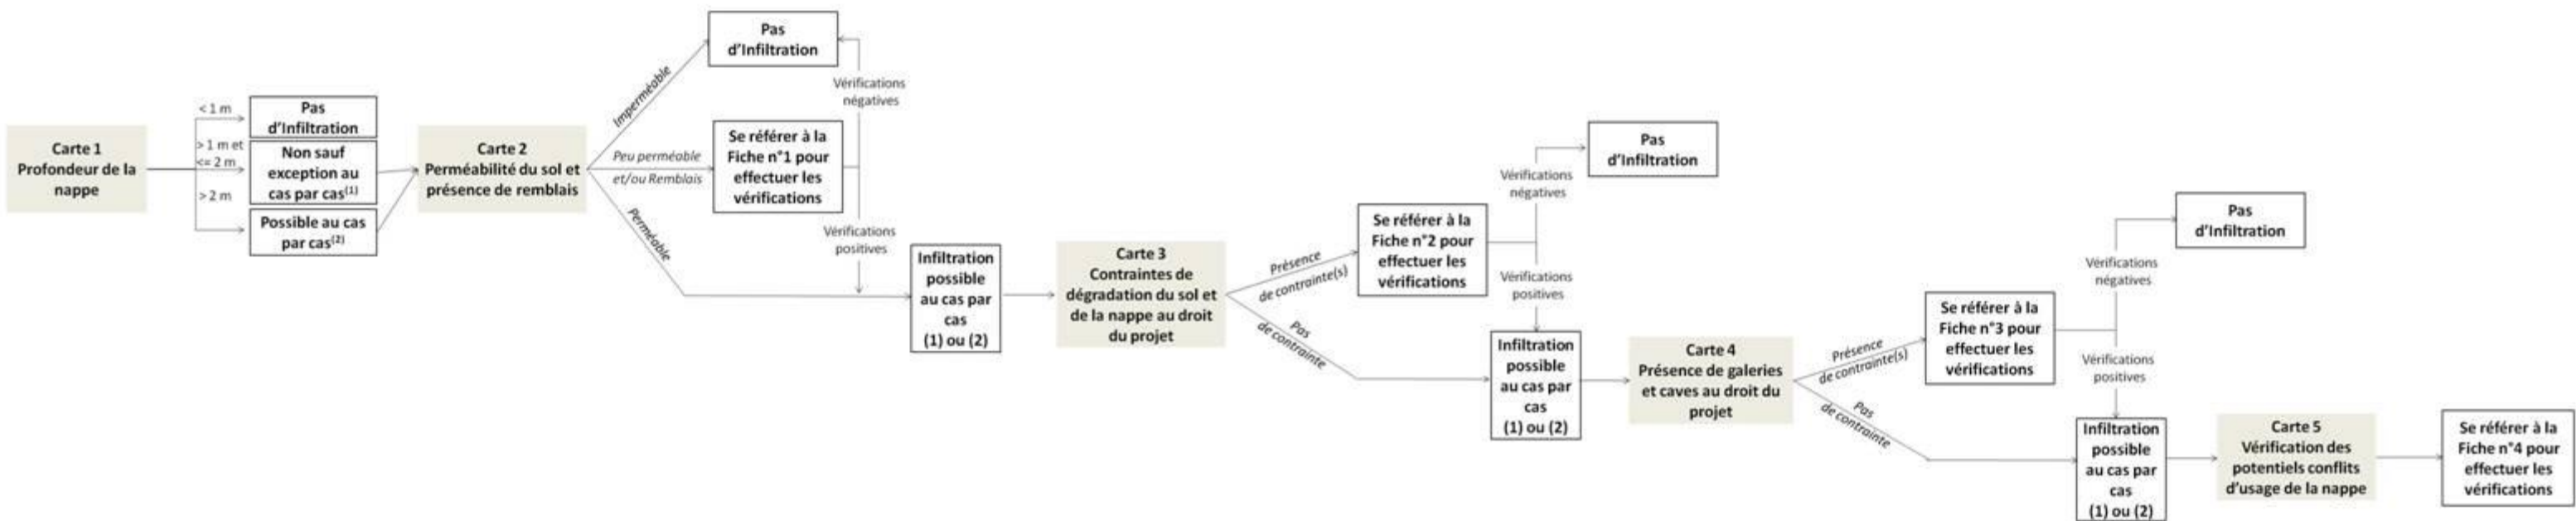 Carte 1
Profondeur de la
nappe
< 1 m
> 1 m et
<= 2 m
> 2 m
Pas
d'Infiltration
Non sauf
exception au
cas par cas(1)
Possible au cas
par cas(2)
Carte 2
Perméabilité du sol et
présence de remblais
Imperméable
Peu perméable
et/ou Remblais
Perméable
Pas
d'Infiltration
Se référer à la
Fiche n°1 pour
effectuer les
vérifications
Vérifications
négatives
Vérifications
positives
Infiltration
possible
au cas par
cas
(1) ou (2)
Carte 3
Contraintes de
dégradation du sol et
de la nappe au droit
du projet
Présence
de contrainte(s)
Pas
de contrainte
Se référer à la
Fiche n°2 pour
effectuer les
vérifications
Vérifications
négatives
Vérifications
positives
Pas
d'Infiltration
Infiltration
possible
au cas par
cas
(1) ou (2)
Carte 4
Présence de galeries
et caves au droit du
projet
Présence
de contrainte(s)
Pas
de contrainte
Se référer à la
Fiche n°3 pour
effectuer les
vérifications
Vérifications
négatives
Vérifications
positives
Pas
d'Infiltration
Infiltration
possible
au cas par
cas
(1) ou (2)
Carte 5
Vérification des
potentiels conflits
d'usage de la nappe
Se référer à la
Fiche n°4 pour
effectuer les
vérifications